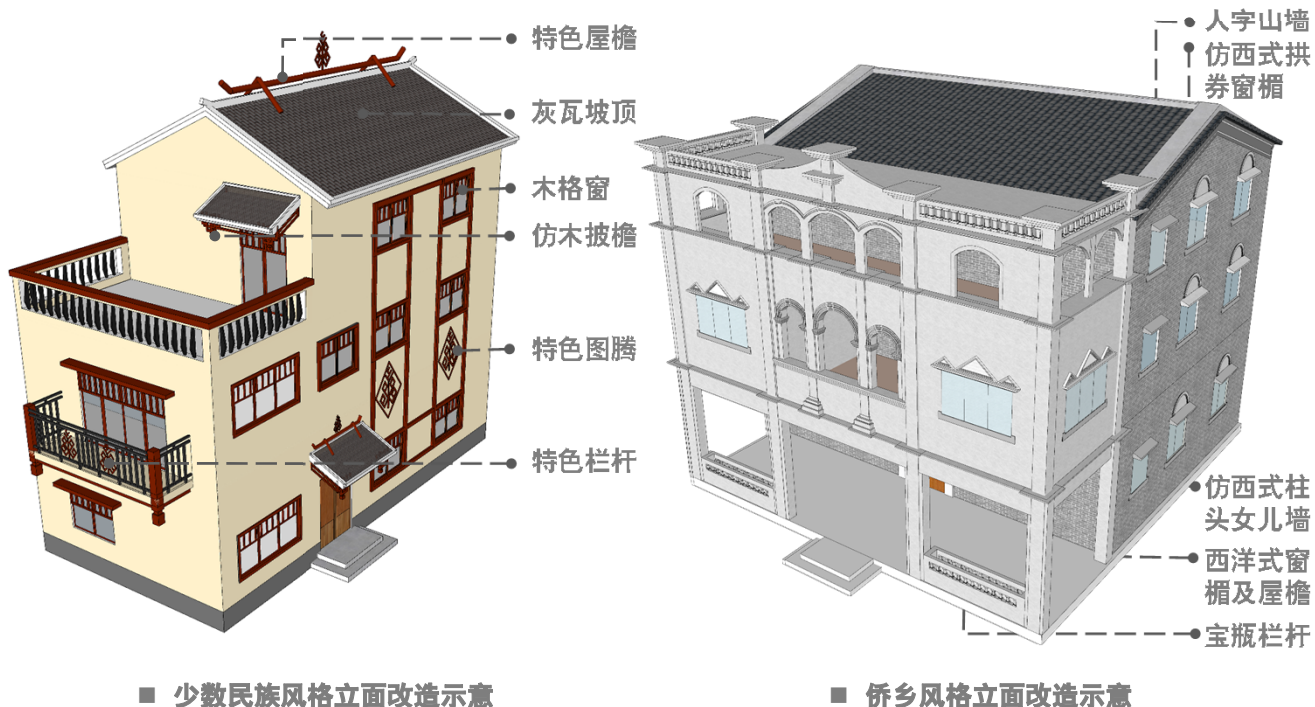 特色屋檐
灰瓦坡顶
木格窗
仿木披檐
特色图腾
特色栏杆
人字山墙
仿西式拱
券窗楣
仿西式柱
头女儿墙
西洋式窗
楣及屋檐
宝瓶栏杆
■ 少数民族风格立面改造示意
■ 侨乡风格立面改造示意